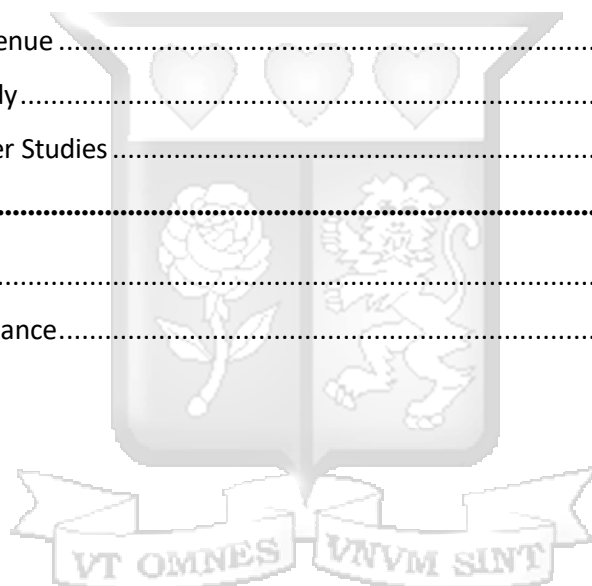 enue ................................................................
ly ................................................................
er Studies ................................................................
................................................................
................................................................
ance ................................................................
VT OMNES VNVM SINT